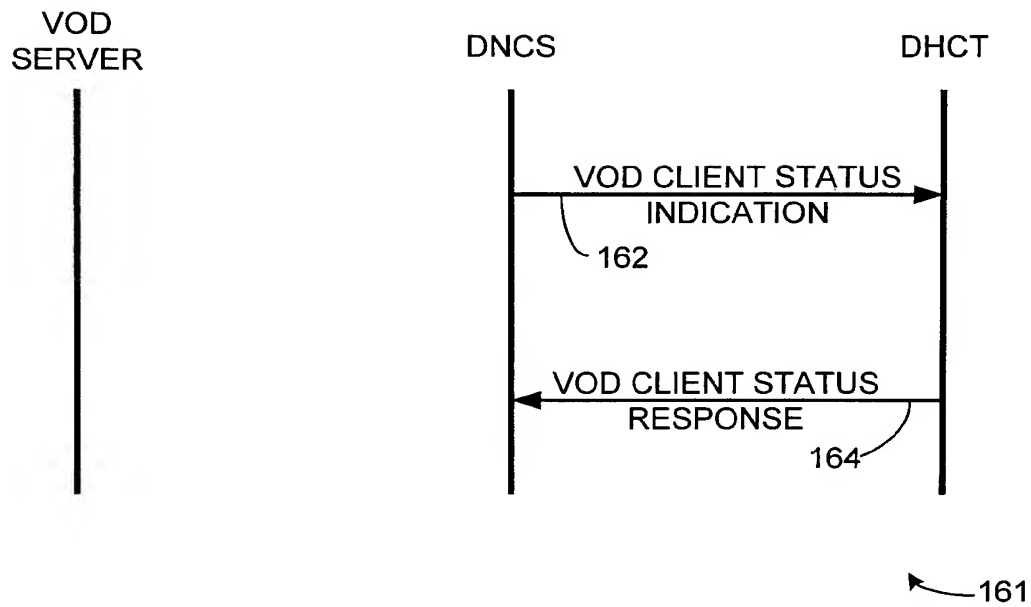 VOD
SERVER
DNCS
DHCT
VOD CLIENT STATUS
INDICATION
162
VOD CLIENT STATUS
RESPONSE
164
161